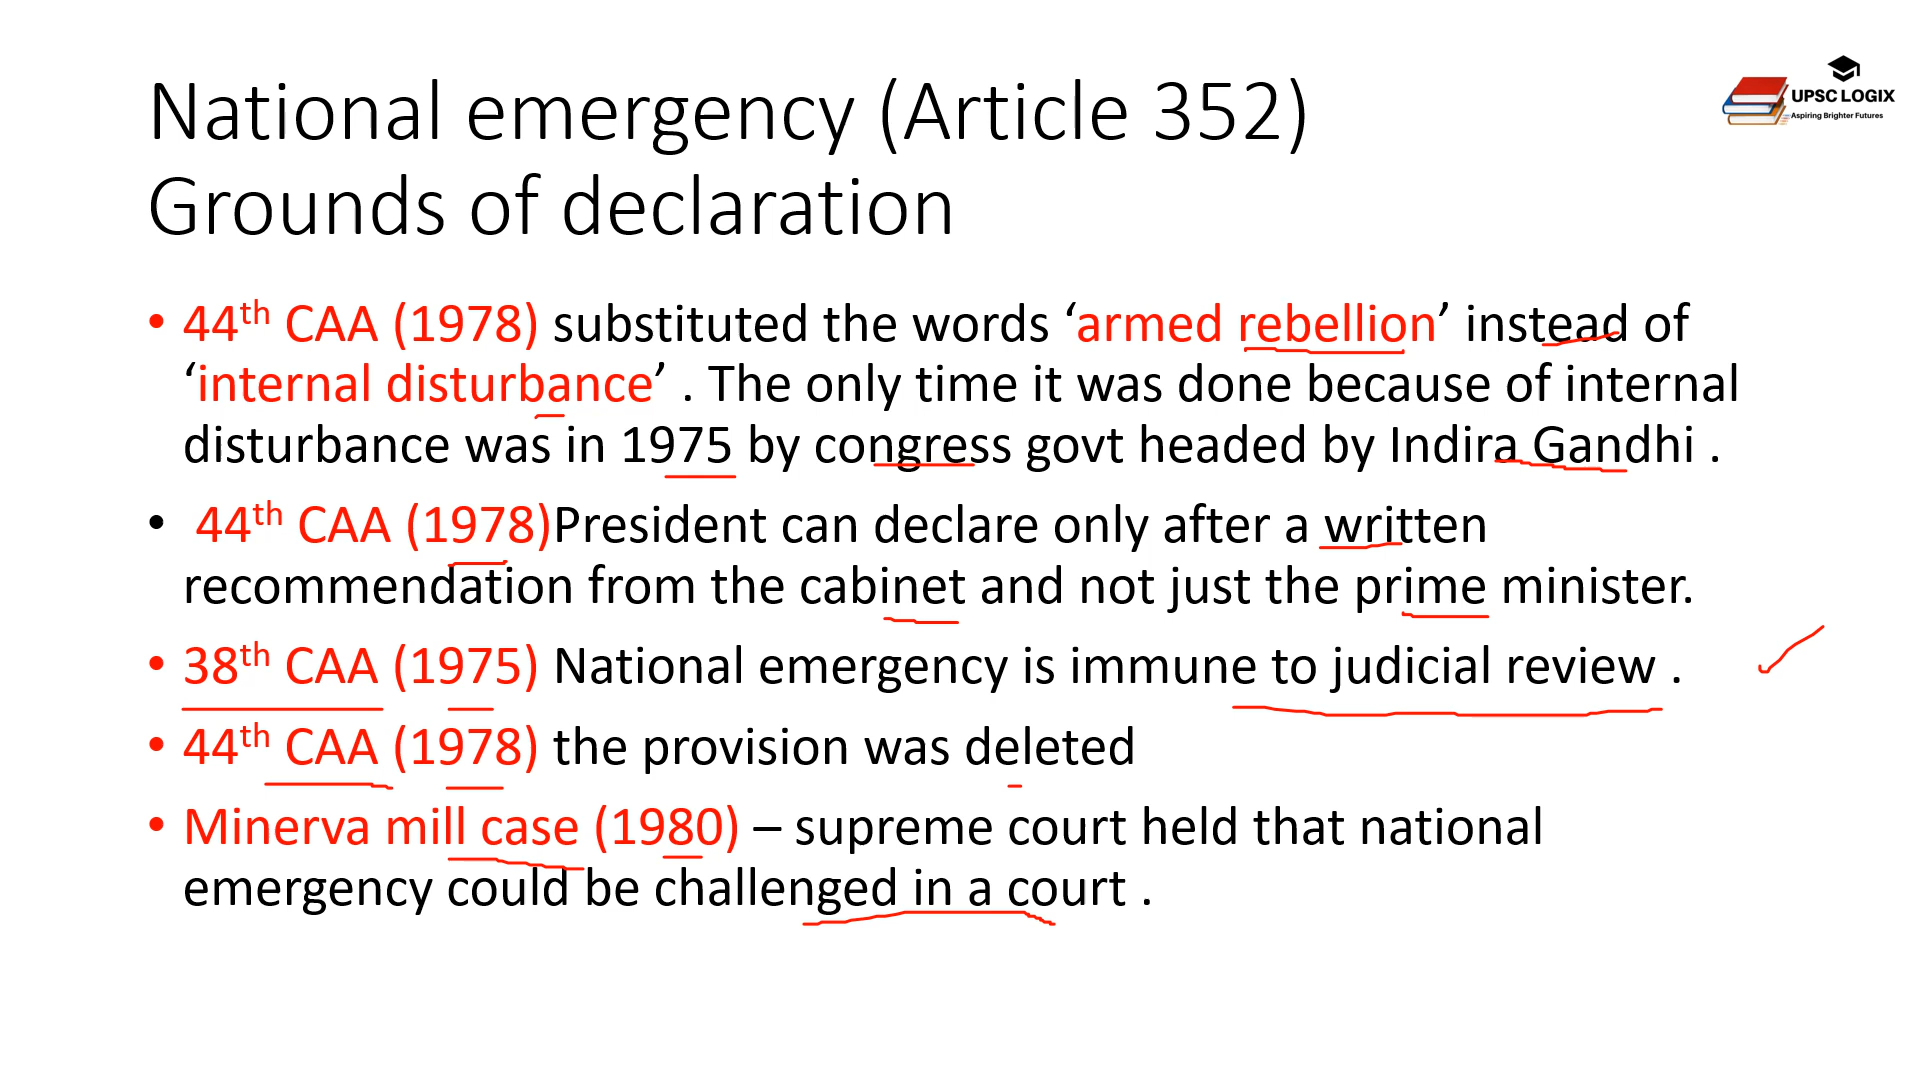 National emergency (Article 352)
Grounds of declaration
UPSC LOGIX
Aspiring Brighter Futures
• 44th CAA (1978) substituted the words ‘armed rebellion’ instead of
‘internal disturbance’ . The only time it was done because of internal
disturbance was in 1975 by congress govt headed by Indira Gandhi .
• 44th CAA (1978)President can declare only after a written
recommendation from the cabinet and not just the prime minister.
• 38th CAA (1975) National emergency is immune to judicial review .
• 44th CAA (1978) the provision was deleted
• Minerva mill case (1980) – supreme court held that national
emergency could be challenged in a court .